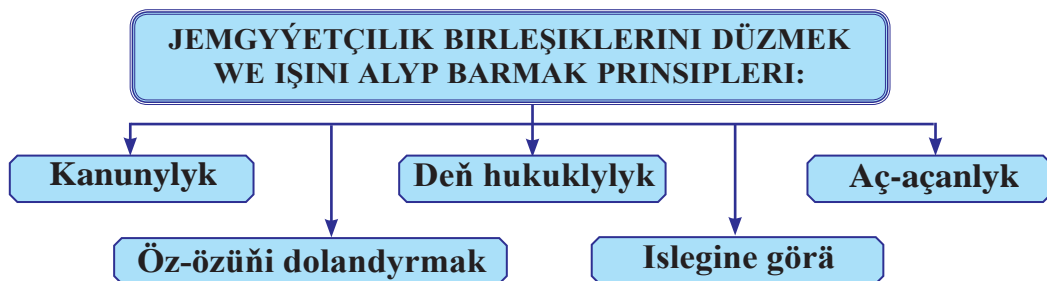 JEMGYÝETÇILIK BIRLEŞIKLERINI DÜZMEK
WE IŞINI ALYP BARMAK PRINSIPLERI:
Kanunylyk
Deň hukuklylyk
Aç-açanlyk
Öz-özüňi dolandyrmak
Islegine görä